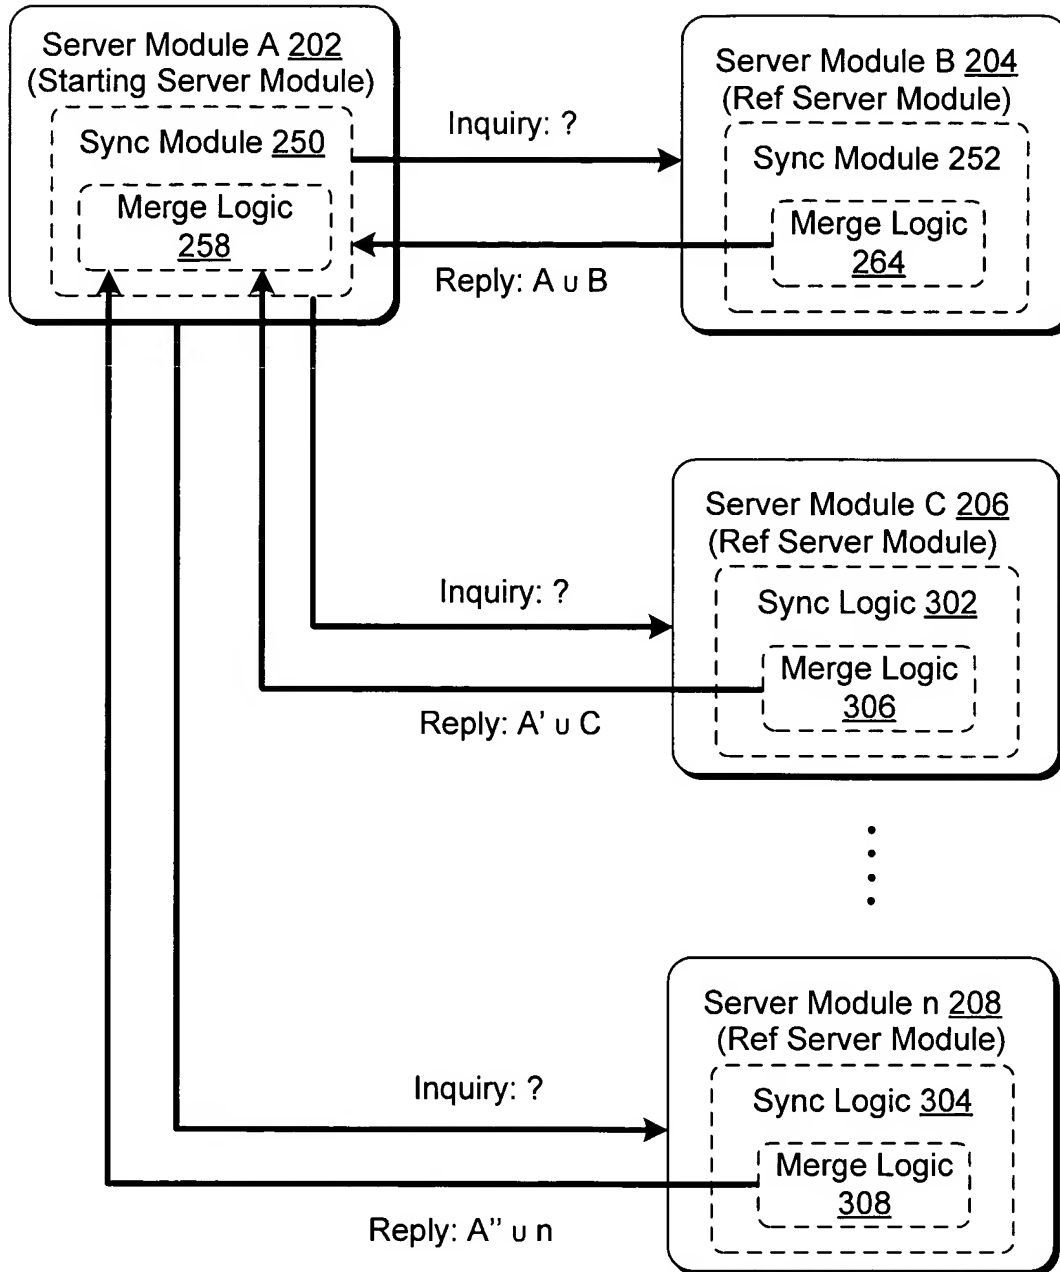 Server Module A 202
(Starting Server Module)
Sync Module 250
Merge Logic
258
Inquiry: ?
Reply: A ∪ B
Server Module B 204
(Ref Server Module)
Sync Module 252
Merge Logic
264
Server Module C 206
(Ref Server Module)
Inquiry: ?
Sync Logic 302
Merge Logic
306
Reply: A' ∪ C
Server Module n 208
(Ref Server Module)
Inquiry: ?
Sync Logic 304
Merge Logic
308
Reply: A'' ∪ n